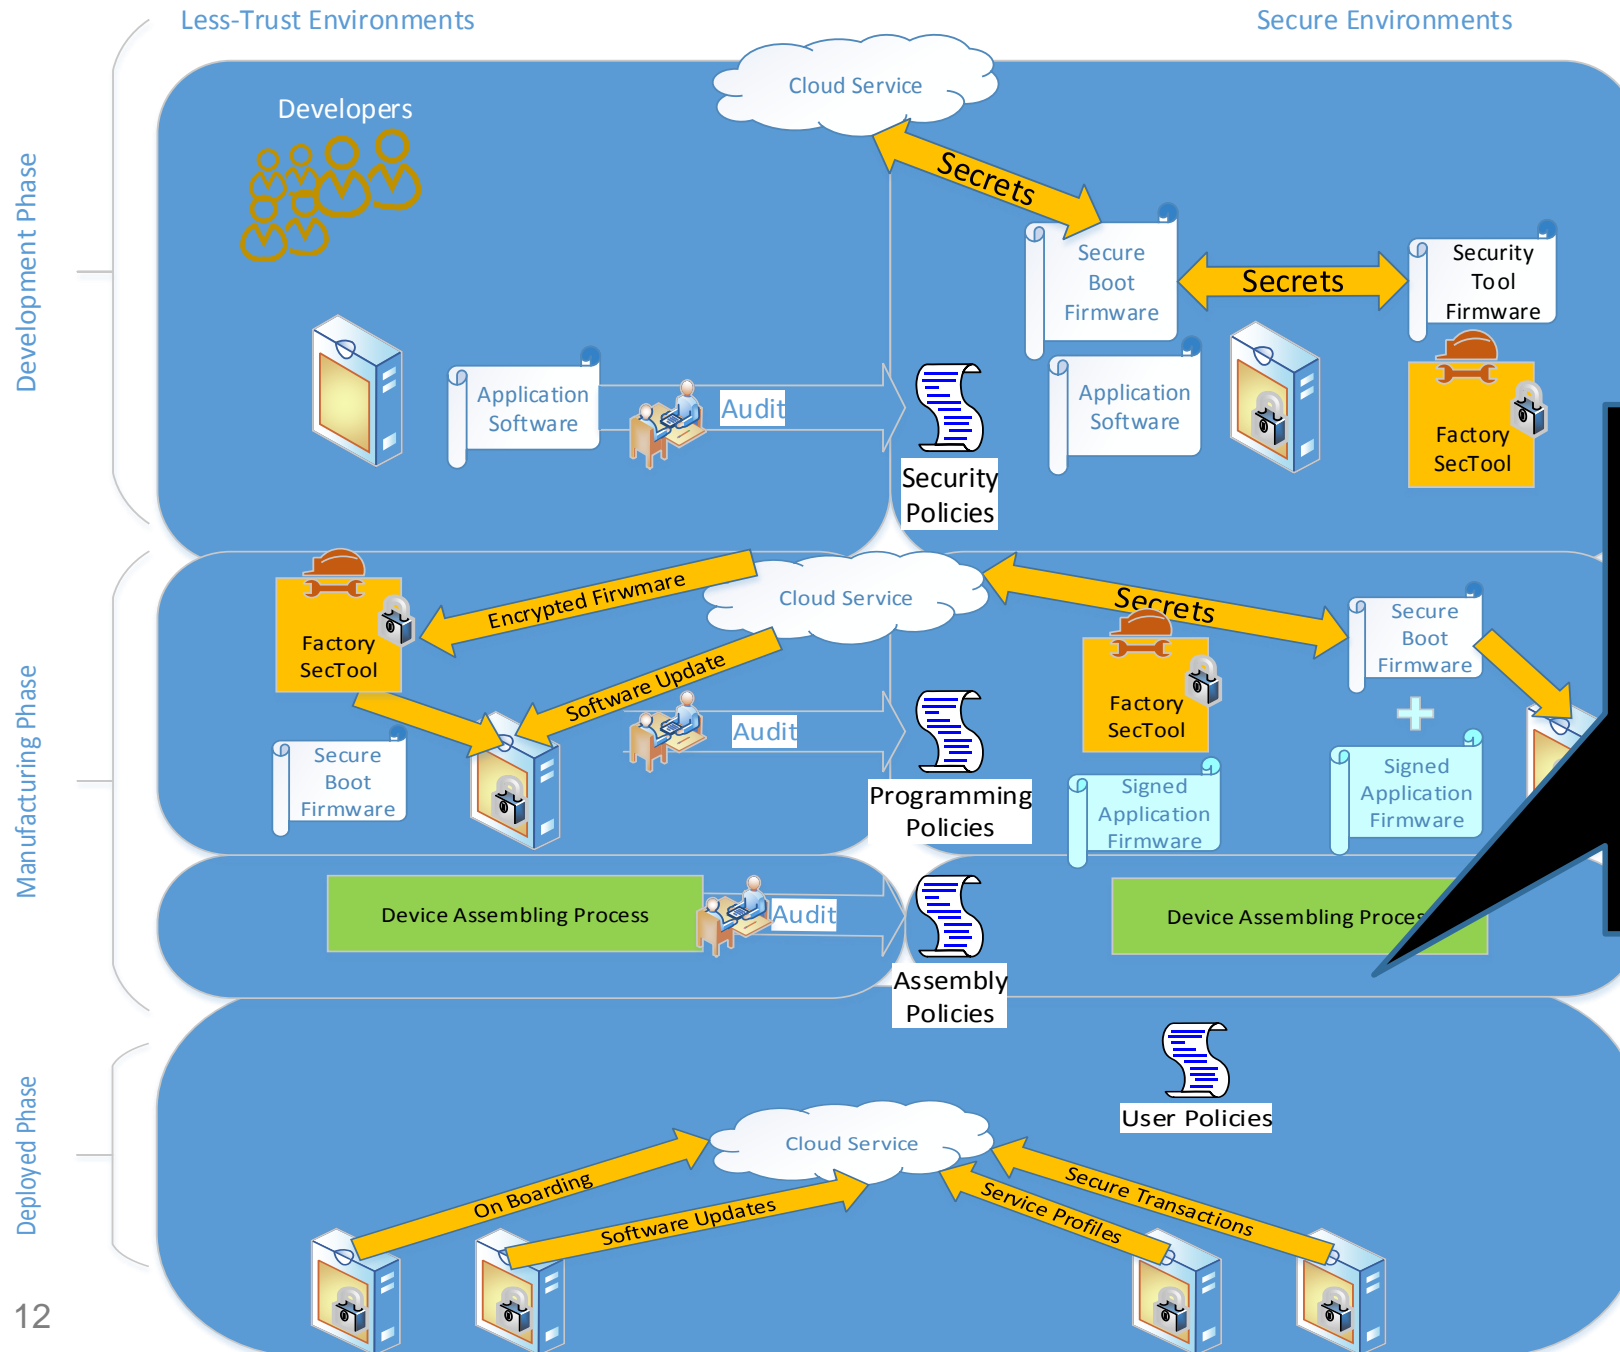 Less-Trust Environments
Secure Environments
Development Phase
Cloud Service
Developers
Secrets
Secure
Boot
Firmware
Secrets
Security
Tool
Firmware
Application
Software
Audit
Security
Policies
Application
Software
Factory
SecTool
Manufacturing Phase
Factory
SecTool
Encrypted Firwmare
Cloud Service
Secrets
Software Update
Secure
Boot
Firmware
Audit
Programming
Policies
Factory
SecTool
Signed
Application
Firmware
Secure
Boot
Firmware
+
Signed
Application
Firmware
Device Assembling Process
Audit
Assembly
Policies
Device Assembling Proces
Deployed Phase
User Policies
Cloud Service
On Boarding
Software Updates
Service Profiles
Secure Transactions
12